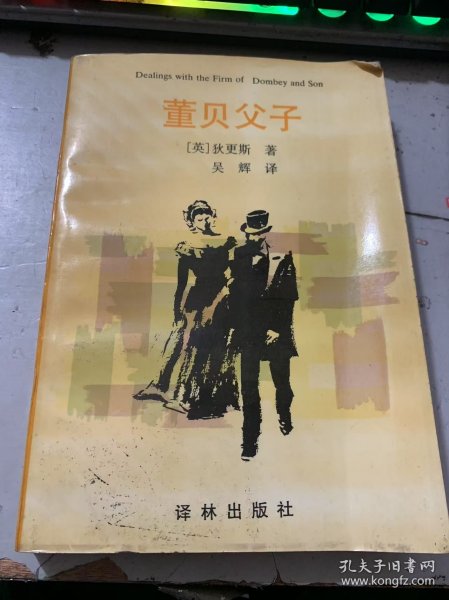 Dealings with the Firm of Dombey and Son
董贝父子
[英]狄更斯 著
吴辉 译
译林出版社
孔夫子旧书网
www.kongfz.com